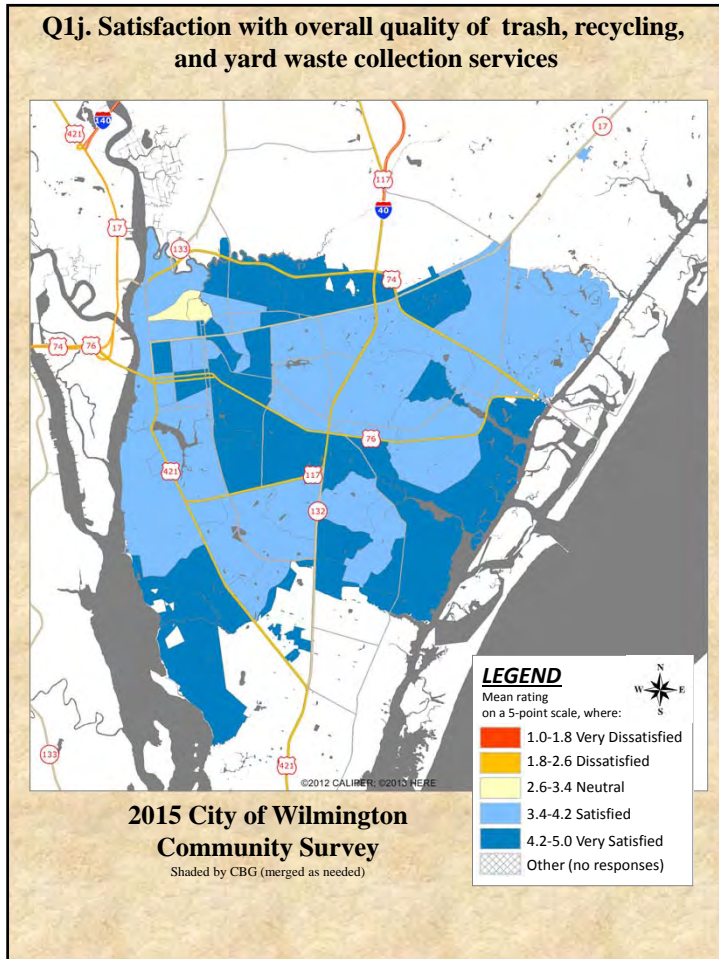 Q1j. Satisfaction with overall quality of trash, recycling,
and yard waste collection services
140
421
17
117
40
17
133
74
74
76
76
421
117
132
133
421
©2012 CALIPER; ©2013 HERE
LEGEND
Mean rating
on a 5-point scale, where:
N
W E
S
1.0-1.8 Very Dissatisfied
1.8-2.6 Dissatisfied
2.6-3.4 Neutral
3.4-4.2 Satisfied
4.2-5.0 Very Satisfied
Other (no responses)
2015 City of Wilmington
Community Survey
Shaded by CBG (merged as needed)